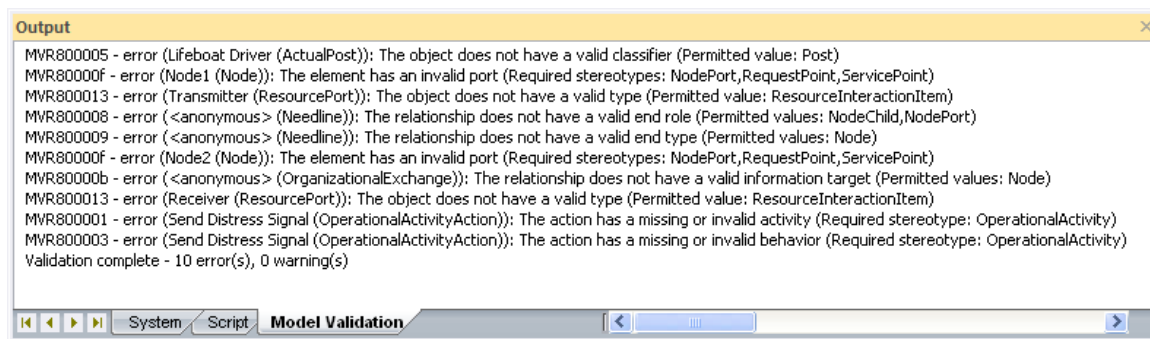 Output
MVR800005 - error (Lifeboat Driver (ActualPost)): The object does not have a valid classifier (Permitted value: Post)
MVR80000f - error (Node1 (Node)): The element has an invalid port (Required stereotypes: NodePort,RequestPoint,ServicePoint)
MVR800013 - error (Transmitter (ResourcePort)): The object does not have a valid type (Permitted value: ResourceInteractionItem)
MVR800008 - error (<anonymous> (Needline)): The relationship does not have a valid end role (Permitted values: NodeChild,NodePort)
MVR800009 - error (<anonymous> (Needline)): The relationship does not have a valid end type (Permitted values: Node)
MVR80000f - error (Node2 (Node)): The element has an invalid port (Required stereotypes: NodePort,RequestPoint,ServicePoint)
MVR80000b - error (<anonymous> (OrganizationalExchange)): The relationship does not have a valid information target (Permitted values: Node)
MVR800013 - error (Receiver (ResourcePort)): The object does not have a valid type (Permitted value: ResourceInteractionItem)
MVR800001 - error (Send Distress Signal (OperationalActivityAction)): The action has a missing or invalid activity (Required stereotype: OperationalActivity)
MVR800003 - error (Send Distress Signal (OperationalActivityAction)): The action has a missing or invalid behavior (Required stereotype: OperationalActivity)
Validation complete - 10 error(s), 0 warning(s)
System Script Model Validation